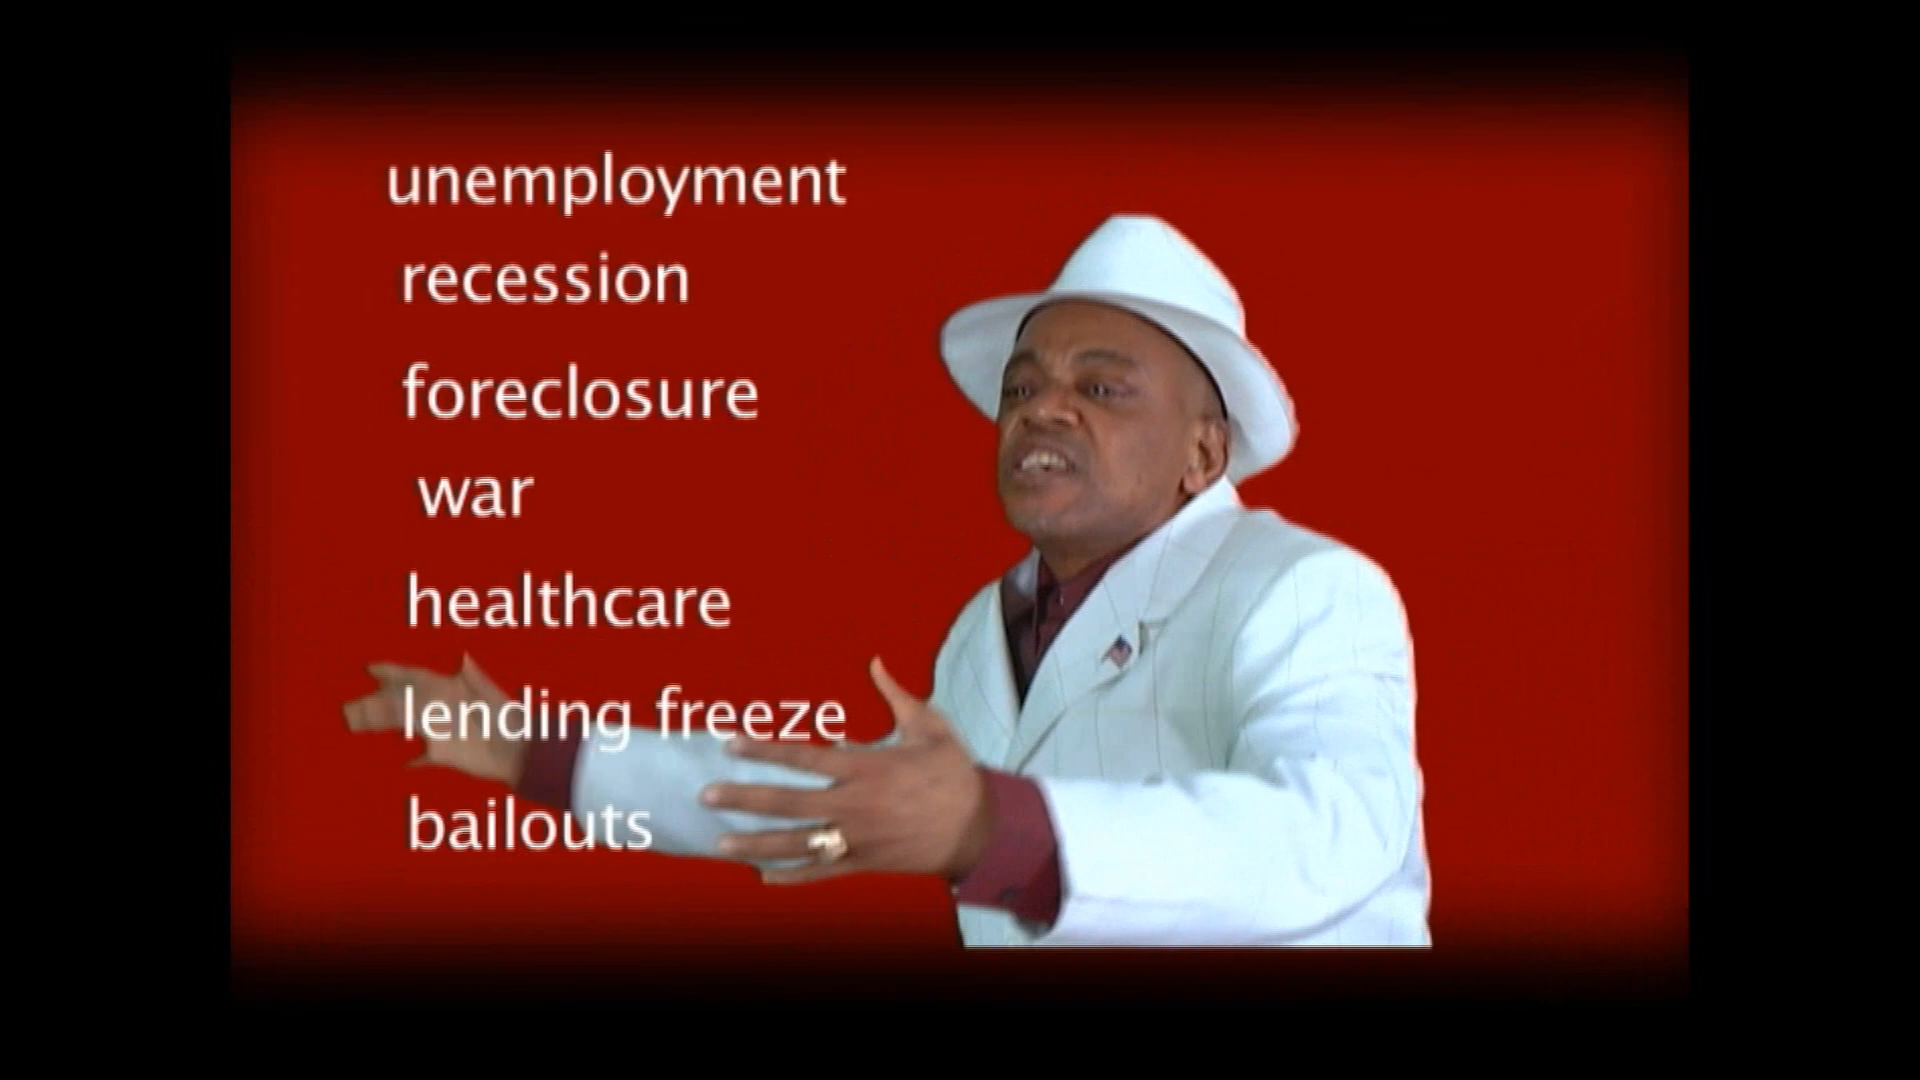 unemployment
recession
foreclosure
war
healthcare
lending freeze
bailouts